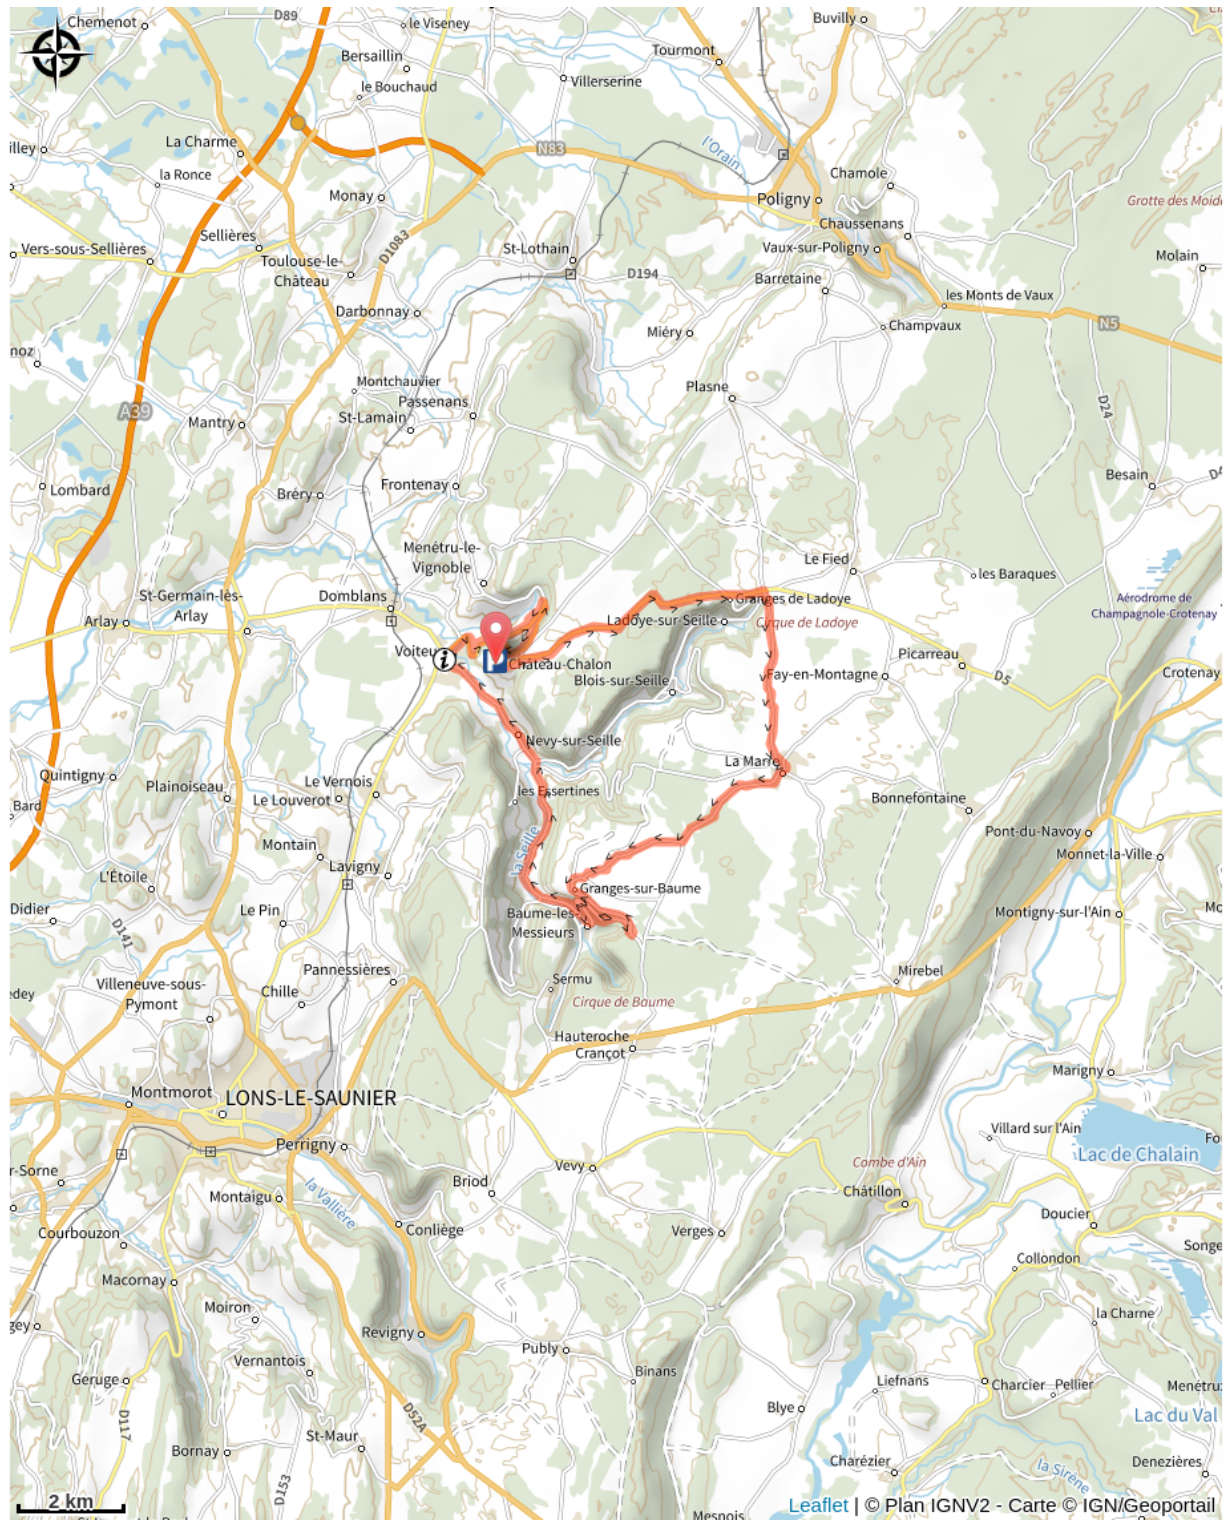 D89
Chemenot
le Viseney
Buvilly
Tourmont
Bersaillin
le Bouchaud
Villerserine
illey
La Charme
N83
l'Orain
la Ronce
Chamole
Monay
Poligny
Grotte des Moid
Chaussenans
Vers-sous-Sellières
Sellières
D1083
St-Lothain
Vaux-sur-Poligny
Molain
Toulouse-le-
Château
D194
Barretaine
les Monts de Vaux
Darbonnay
Miéry
Champvaux
N5
noz
Montchauvier
Plasne
D24
A39
Passenans
Mantry
St-Lamain
Besain
Lombard
Bréry
Frontenay
Menétru-le-
Vignoble
Le Fied
les Baraques
St-Germain-lès-
Arlay
Domblans
Granges de Ladoye
Aérodrome de
Champagnole-Crotenay
Arlay
Ladoye-sur-Seille
Cirque de Ladoye
Voiteu
i
Château-Chalon
Picarreau
Blois-sur-Seille
Fay-en-Montagne
D5
Crotenay
Nevy-sur-Seille
La Marre
Quintigny
Plainoiseau
Le Vernois
les Essertines
Bard
Le Louverot
Bonnefontaine
Montain
la Seille
Pont-du-Navoy
Monnet-la-Ville
L'Étoile
Lavigny
Granges-sur-Baume
Didier
Le Pin
Baume-les-
Messieurs
Montigny-sur-l'Ain
D141
Pannessières
Mirebel
Villeneuve-sous-
Pymont
Chille
Sermu
Cirque de Baume
Hauteroche
Crançot
Montmorot
LONS-LE-SAUNIER
Marigny
Perrigny
Villard sur l'Ain
Lac de Chalain
r-Sorne
Vevy
Combe d'Ain
Montaigu
la Vallière
Briod
Châtillon
Courbouzon
Conliège
Verges
Doucier
Macornay
Collondon
Moiron
la Charne
gey
Revigny
Publy
Vernantois
Binans
Géruge
Liefnans
Charcier
Pellier
Menétru
D117
D52A
Blye
Lac du Val
St-Maur
Bornay
D153
Charézier
la Sirène
Denezières
2 km
Mesnois
Leaflet | © Plan IGNV2 - Carte © IGN/Geoportail